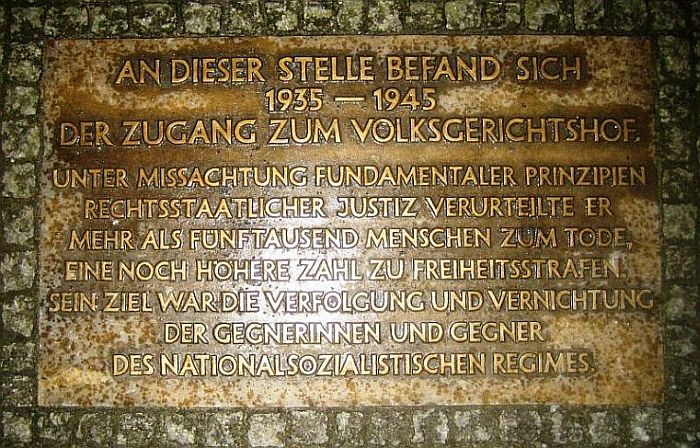 AN DIESER STELLE BEFAND SICH
1935 — 1945
DER ZUGANG ZUM VOLKSGERICHTSHOF.
UNTER MISSACHTUNG FUNDAMENTALER PRINZIPIEN
RECHTSSTAATLICHER JUSTIZ VERURTEILTE ER
MEHR ALS FÜNFTAUSEND MENSCHEN ZUM TODE,
EINE NOCH HÖHERE ZAHL ZU FREIHEITSSTRAFEN.
SEIN ZIEL WAR DIE VERFOLGUNG UND VERNICHTUNG
DER GEGNERINNEN UND GEGNER
DES NATIONALSOZIALISTISCHEN REGIMES.